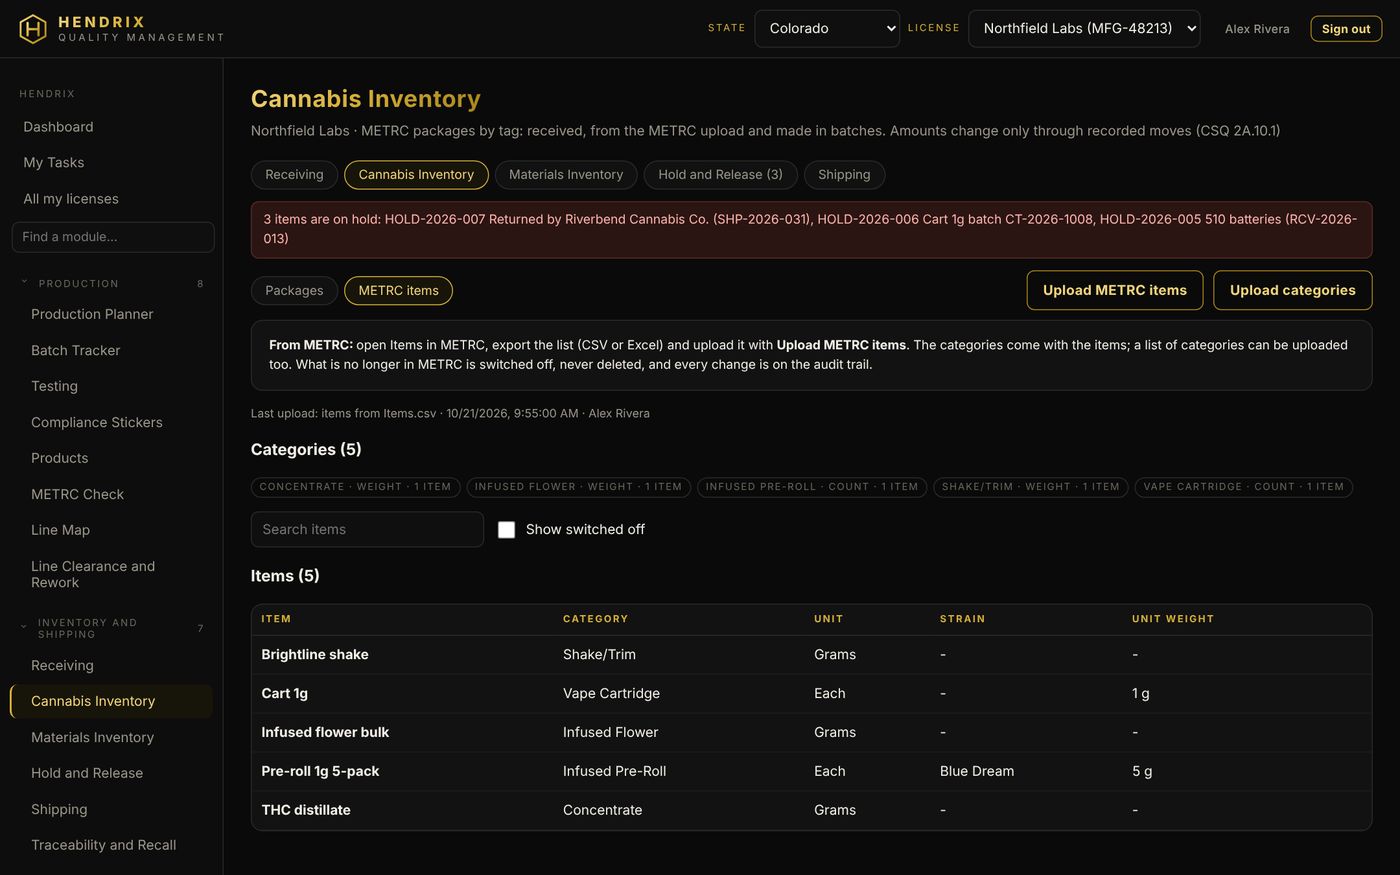 HENDRIX
QUALITY MANAGEMENT
STATE
Colorado
LICENSE
Northfield Labs (MFG-48213)
Alex Rivera
Sign out
HENDRIX
Dashboard
My Tasks
All my licenses
Find a module...
PRODUCTION 8
Production Planner
Batch Tracker
Testing
Compliance Stickers
Products
METRC Check
Line Map
Line Clearance and
Rework
INVENTORY AND
SHIPPING 7
Receiving
Cannabis Inventory
Materials Inventory
Hold and Release
Shipping
Traceability and Recall
Cannabis Inventory
Northfield Labs · METRC packages by tag: received, from the METRC upload and made in batches. Amounts change only through recorded moves (CSQ 2A.10.1)
Receiving
Cannabis Inventory
Materials Inventory
Hold and Release (3)
Shipping
3 items are on hold: HOLD-2026-007 Returned by Riverbend Cannabis Co. (SHP-2026-031), HOLD-2026-006 Cart 1g batch CT-2026-1008, HOLD-2026-005 510 batteries (RCV-2026-
013)
Packages
METRC items
Upload METRC items
Upload categories
From METRC: open Items in METRC, export the list (CSV or Excel) and upload it with Upload METRC items. The categories come with the items; a list of categories can be uploaded
too. What is no longer in METRC is switched off, never deleted, and every change is on the audit trail.
Last upload: items from Items.csv · 10/21/2026, 9:55:00 AM · Alex Rivera
Categories (5)
CONCENTRATE · WEIGHT · 1 ITEM
INFUSED FLOWER · WEIGHT · 1 ITEM
INFUSED PRE-ROLL · COUNT · 1 ITEM
SHAKE/TRIM · WEIGHT · 1 ITEM
VAPE CARTRIDGE · COUNT · 1 ITEM
Search items
Show switched off
Items (5)
ITEM CATEGORY UNIT STRAIN UNIT WEIGHT
Brightline shake Shake/Trim Grams - -
Cart 1g Vape Cartridge Each - 1 g
Infused flower bulk Infused Flower Grams - -
Pre-roll 1g 5-pack Infused Pre-Roll Each Blue Dream 5 g
THC distillate Concentrate Grams - -